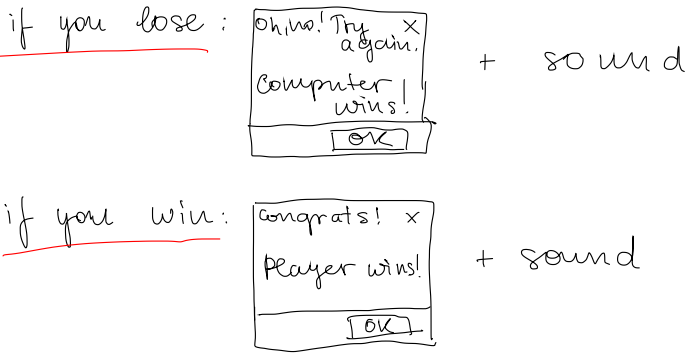 if you lose :
Oh, no! Try again. X
Computer wins!
OK
+ sound
if you win :
Congrats! X
Player wins!
OK
+ sound